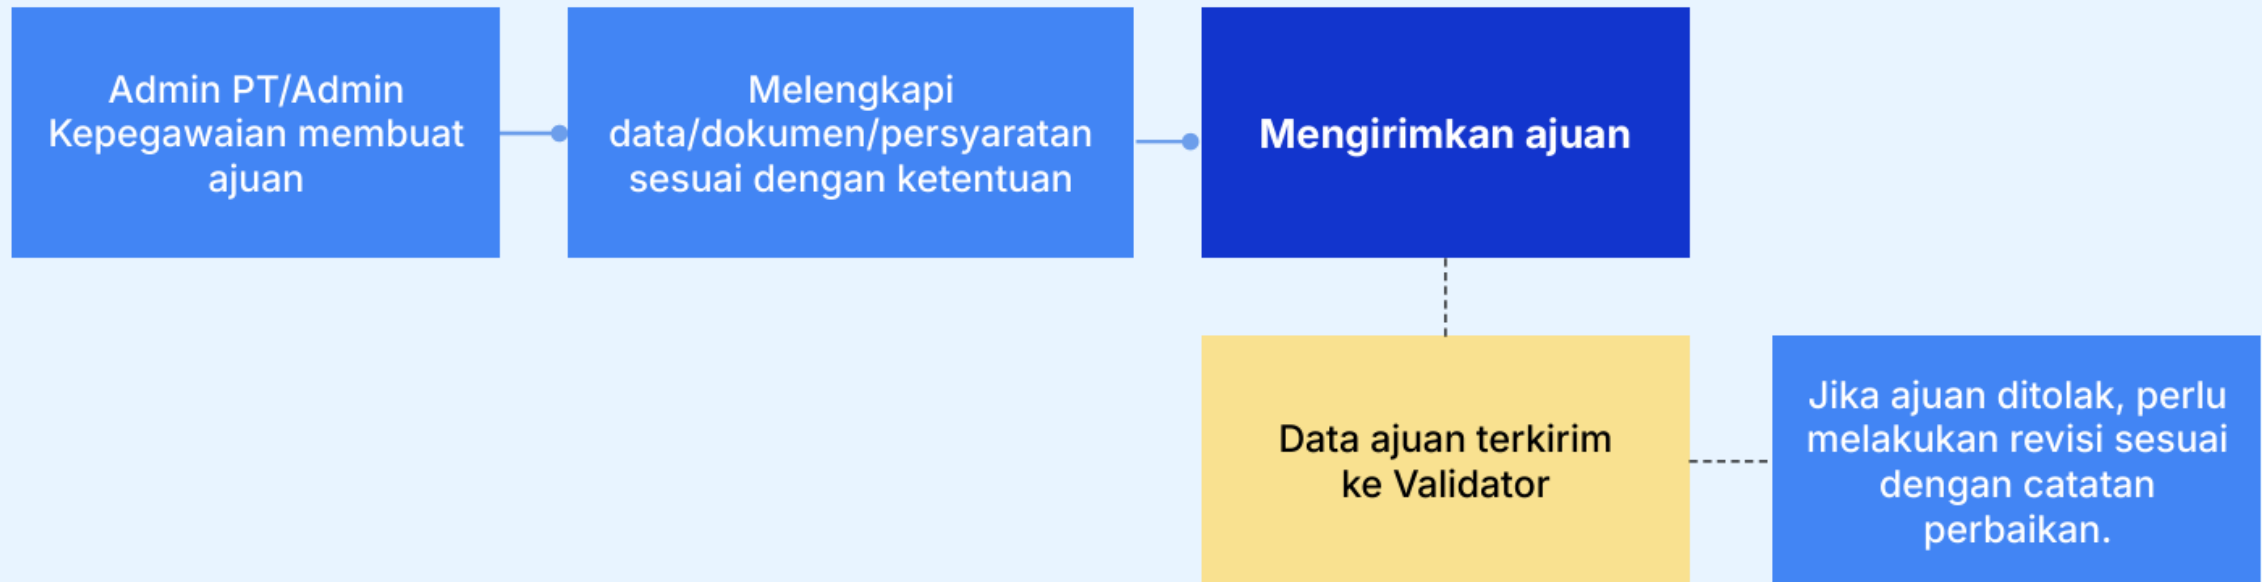 Admin PT/Admin
Kepegawaian membuat
ajuan
Melengkapi
data/dokumen/persyaratan
sesuai dengan ketentuan
Mengirimkan ajuan
Data ajuan terkirim
ke Validator
Jika ajuan ditolak, perlu
melakukan revisi sesuai
dengan catatan
perbaikan.